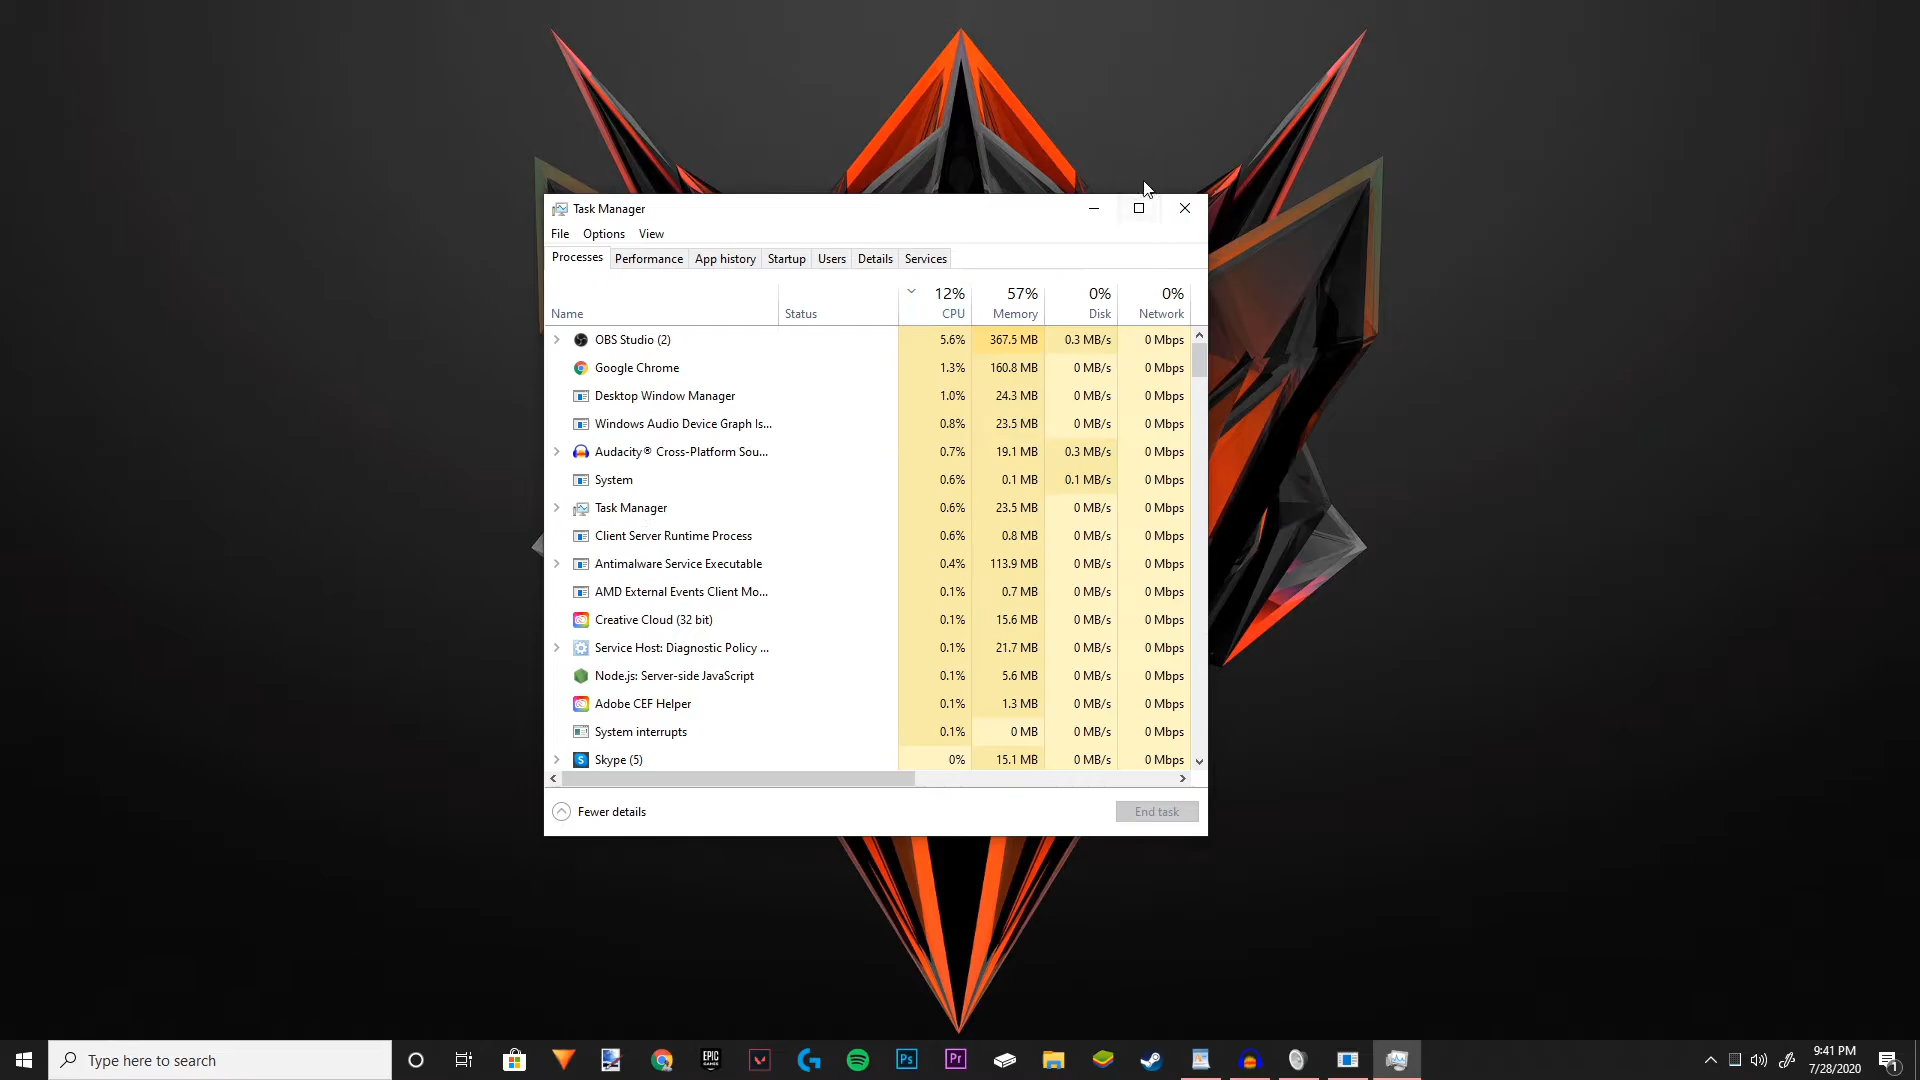 Task Manager
File Options View
Processes Performance App history Startup Users Details Services
12% 57% 0% 0%
Name Status CPU Memory Disk Network
OBS Studio (2) 5.6% 367.5 MB 0.3 MB/s 0 Mbps
Google Chrome 1.3% 160.8 MB 0 MB/s 0 Mbps
Desktop Window Manager 1.0% 24.3 MB 0 MB/s 0 Mbps
Windows Audio Device Graph Is... 0.8% 23.5 MB 0 MB/s 0 Mbps
Audacity® Cross-Platform Sou... 0.7% 19.1 MB 0.3 MB/s 0 Mbps
System 0.6% 0.1 MB 0.1 MB/s 0 Mbps
Task Manager 0.6% 23.5 MB 0 MB/s 0 Mbps
Client Server Runtime Process 0.6% 0.8 MB 0 MB/s 0 Mbps
Antimalware Service Executable 0.4% 113.9 MB 0 MB/s 0 Mbps
AMD External Events Client Mo... 0.1% 0.7 MB 0 MB/s 0 Mbps
Creative Cloud (32 bit) 0.1% 15.6 MB 0 MB/s 0 Mbps
Service Host: Diagnostic Policy ... 0.1% 21.7 MB 0 MB/s 0 Mbps
Node.js: Server-side JavaScript 0.1% 5.6 MB 0 MB/s 0 Mbps
Adobe CEF Helper 0.1% 1.3 MB 0 MB/s 0 Mbps
System interrupts 0.1% 0 MB 0 MB/s 0 Mbps
S Skype (5) 0% 15.1 MB 0 MB/s 0 Mbps
Fewer details End task
Type here to search EPIC GAMES Ps Pr 9:41 PM
7/28/2020 1